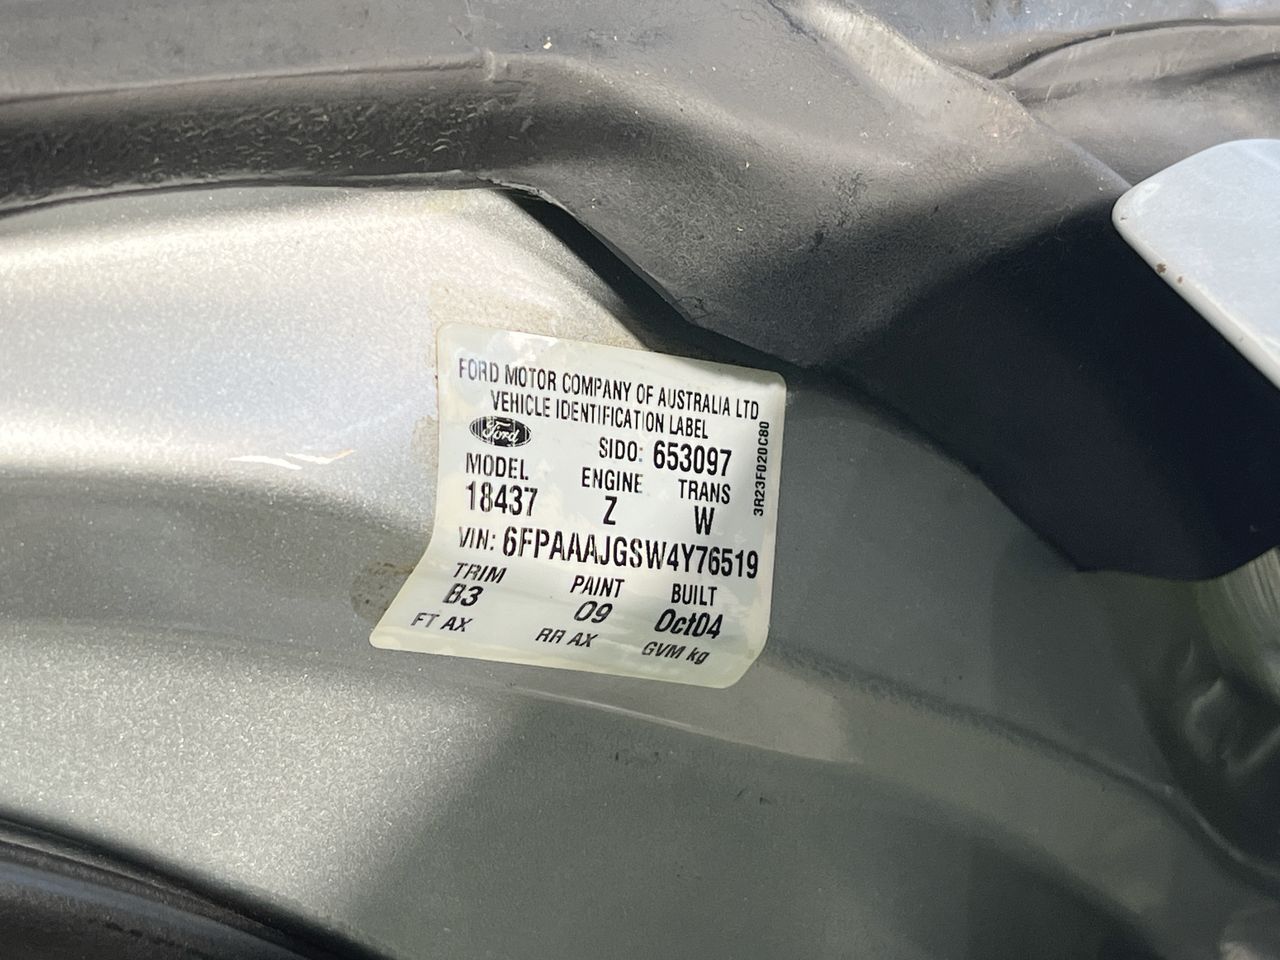 FORD MOTOR COMPANY OF AUSTRALIA LTD
VEHICLE IDENTIFICATION LABEL
Ford
SIDO: 653097
MODEL ENGINE TRANS
18437 Z W
VIN: 6FPAAAJGSW4Y76519
TRIM PAINT BUILT
B3 09 Oct04
FT AX RR AX GVM kg
3R23F020C80